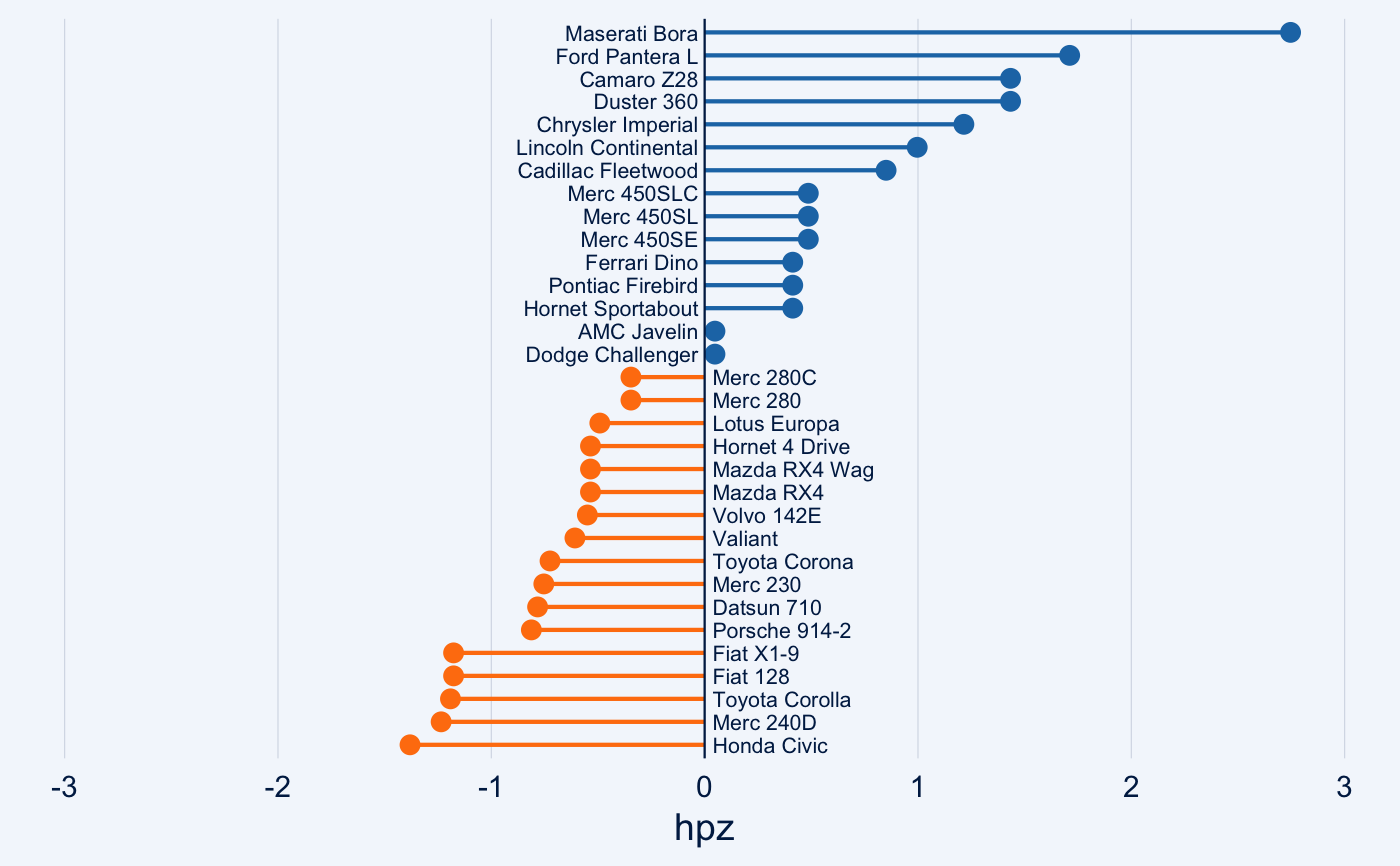 Maserati Bora
Ford Pantera L
Camaro Z28
Duster 360
Chrysler Imperial
Lincoln Continental
Cadillac Fleetwood
Merc 450SLC
Merc 450SL
Merc 450SE
Ferrari Dino
Pontiac Firebird
Hornet Sportabout
AMC Javelin
Dodge Challenger
Merc 280C
Merc 280
Lotus Europa
Hornet 4 Drive
Mazda RX4 Wag
Mazda RX4
Volvo 142E
Valiant
Toyota Corona
Merc 230
Datsun 710
Porsche 914-2
Fiat X1-9
Fiat 128
Toyota Corolla
Merc 240D
Honda Civic
-3 -2 -1 0 1 2 3
hpz